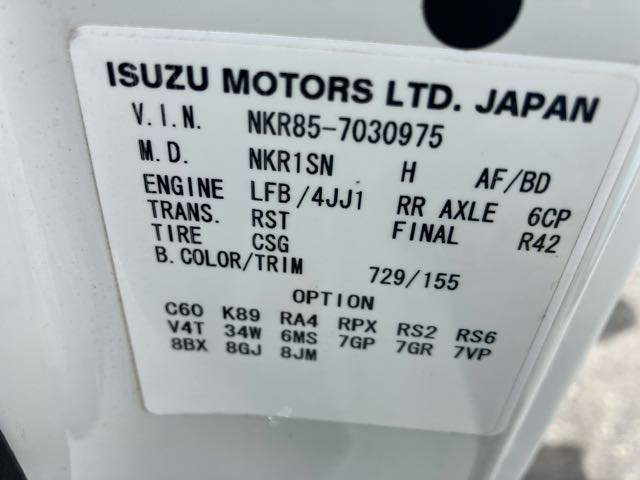 ISUZU MOTORS LTD. JAPAN
V.I.N. NKR85-7030975
M.D. NKR1SN H AF/BD
ENGINE LFB/4JJ1 RR AXLE 6CP
TRANS. RST FINAL R42
TIRE CSG
B.COLOR/TRIM 729/155
OPTION
C60 K89 RA4 RPX RS2 RS6
V4T 34W 6MS 7GP 7GR 7VP
8BX 8GJ 8JM